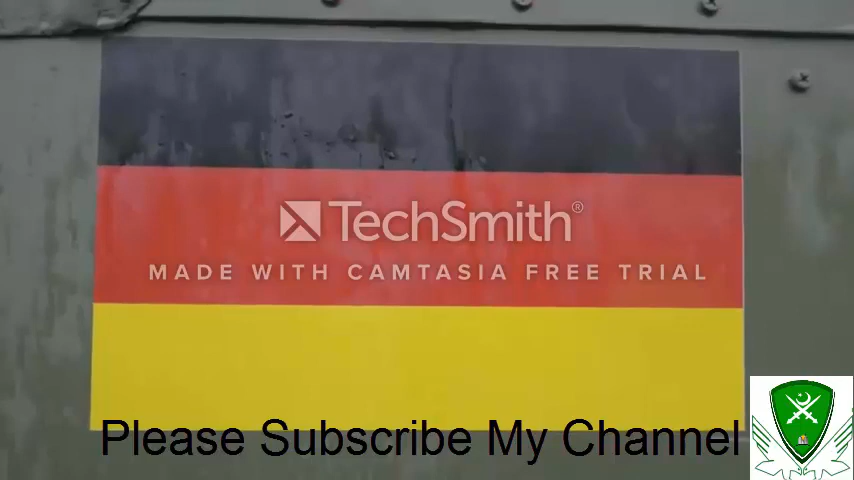 TechSmith®
MADE WITH CAMTASIA FREE TRIAL
Please Subscribe My Channel